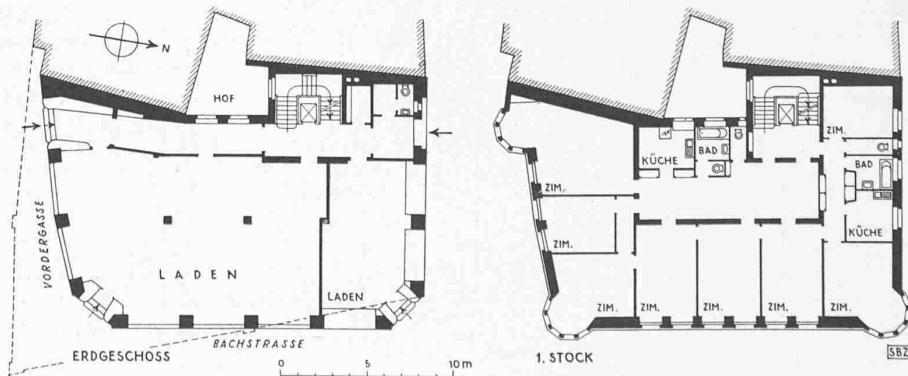 N
HOF
VORDERGASSE
LADEN
LADEN
BACHSTRASSE
ERDGESCHOSS
0 5 10 m
ZIM.
KÜCHE
BAD
ZIM.
BAD
KÜCHE
ZIM.
ZIM.
ZIM.
ZIM.
ZIM.
ZIM.
ZIM.
1. STOCK
SBZ